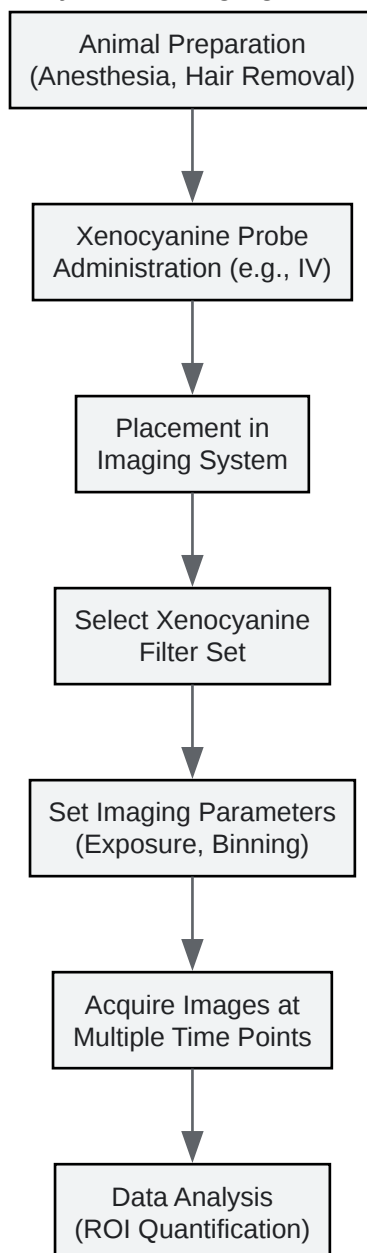 Animal Preparation
(Anesthesia, Hair Removal)
Xenocyanine Probe
Administration (e.g., IV)
Placement in
Imaging System
Select Xenocyanine
Filter Set
Set Imaging Parameters
(Exposure, Binning)
Acquire Images at
Multiple Time Points
Data Analysis
(ROI Quantification)